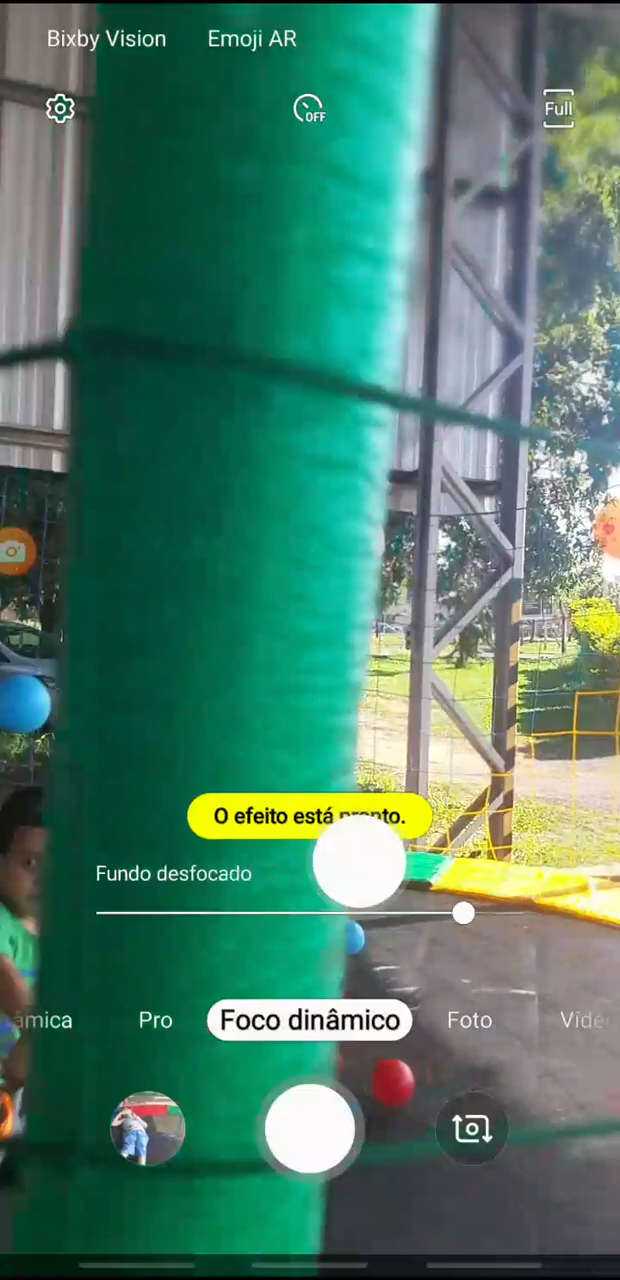 Bixby Vision
Emoji AR
OFF
Full
O efeito está pronto.
Fundo desfocado
âmica
Pro
Foco dinâmico
Foto
Víde